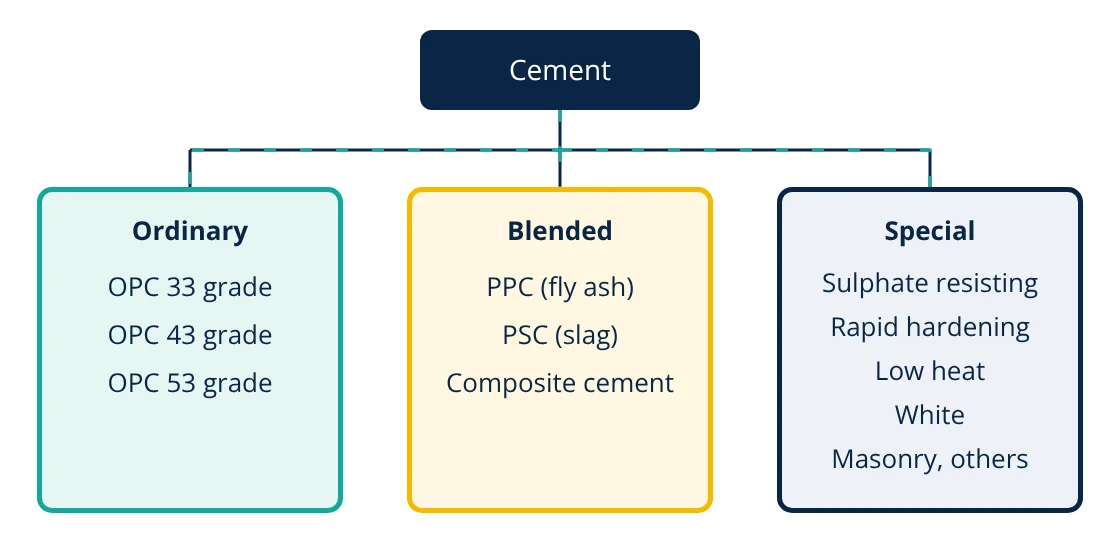 Cement
Ordinary
OPC 33 grade
OPC 43 grade
OPC 53 grade
Blended
PPC (fly ash)
PSC (slag)
Composite cement
Special
Sulphate resisting
Rapid hardening
Low heat
White
Masonry, others